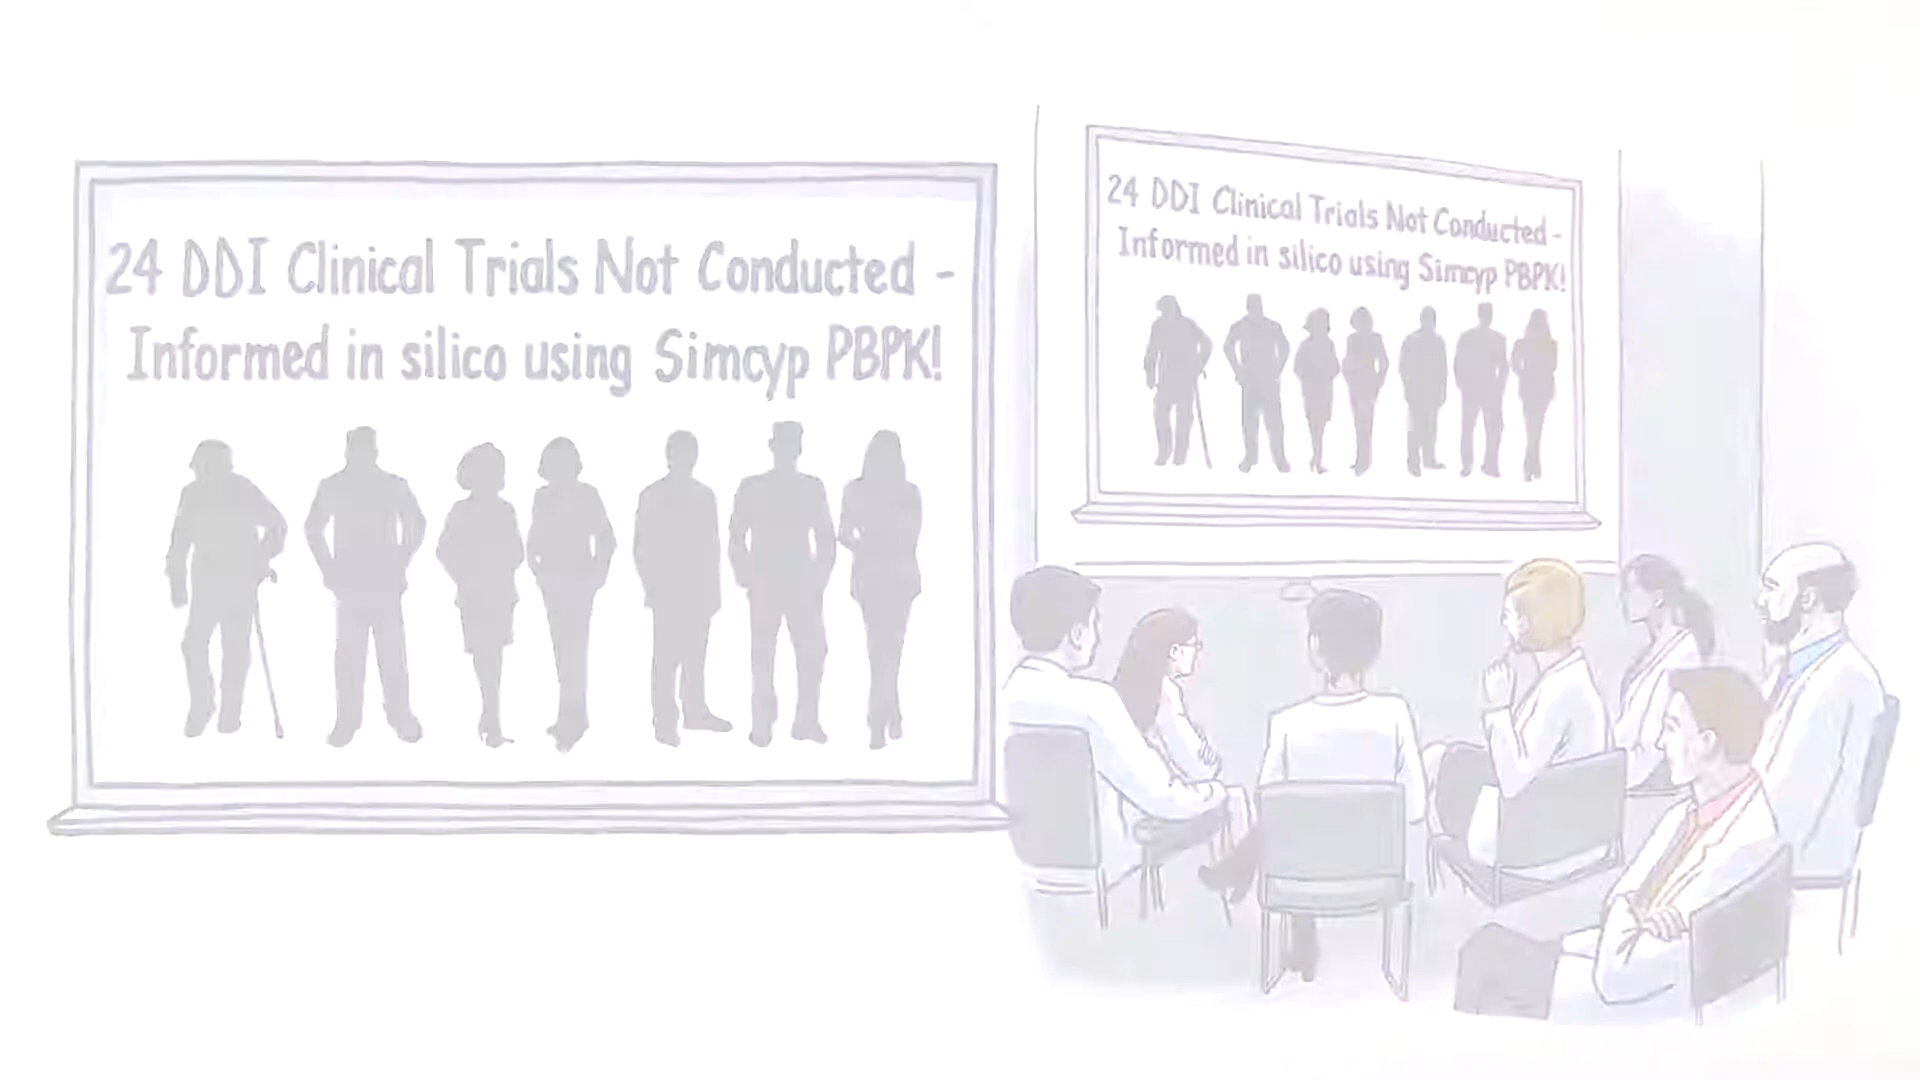 24 DDI Clinical Trials Not Conducted -
Informed in silico using Simcyp PBPK!
24 DDI Clinical Trials Not Conducted -
Informed in silico using Simcyp PBPK!